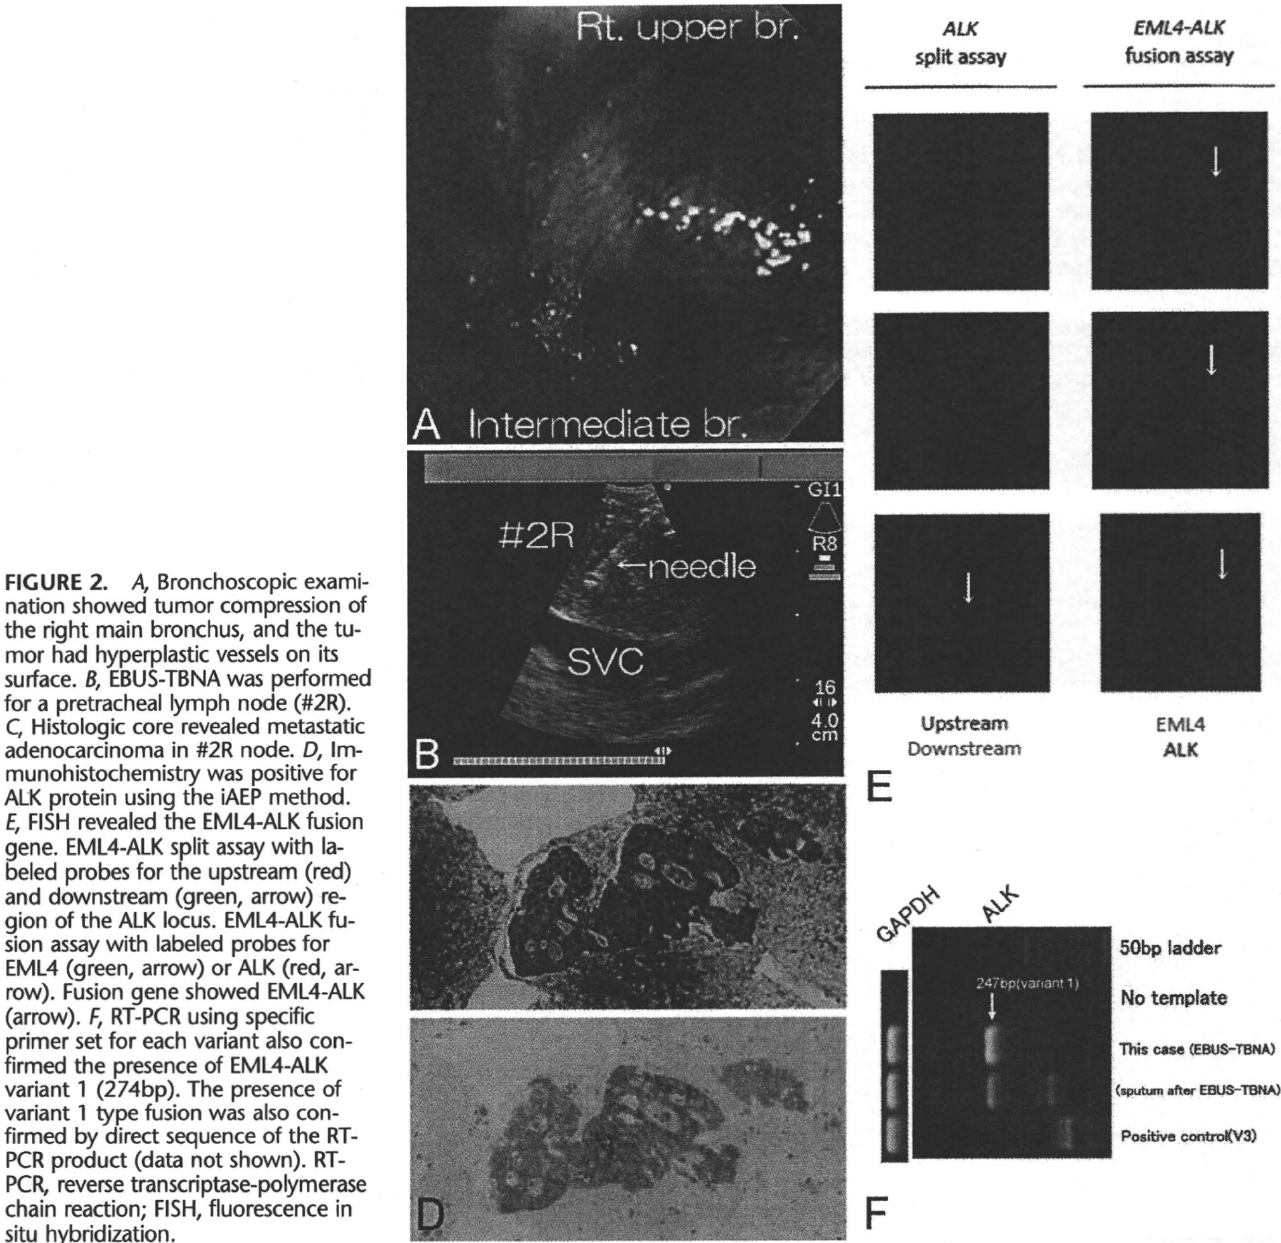 FIGURE 2. A, Bronchoscopic exami-
nation showed tumor compression of
the right main bronchus, and the tu-
mor had hyperplastic vessels on its
surface. B, EBUS-TBNA was performed
for a pretracheal lymph node (#2R).
C, Histologic core revealed metastatic
adenocarcinoma in #2R node. D, Im-
munohistochemistry was positive for
ALK protein using the iAEP method.
E, FISH revealed the EML4-ALK fusion
gene. EML4-ALK split assay with la-
beled probes for the upstream (red)
and downstream (green, arrow) re-
gion of the ALK locus. EML4-ALK fu-
sion assay with labeled probes for
EML4 (green, arrow) or ALK (red, ar-
row). Fusion gene showed EML4-ALK
(arrow). F, RT-PCR using specific
primer set for each variant also con-
firmed the presence of EML4-ALK
variant 1 (274bp). The presence of
variant 1 type fusion was also con-
firmed by direct sequence of the RT-
PCR product (data not shown). RT-
PCR, reverse transcriptase-polymerase
chain reaction; FISH, fluorescence in
situ hybridization.
Rt. upper br.
A Intermediate br.
#2R
←needle
SVC
GI1
R8
16
4.0
cm
B
D
ALK
split assay
EML4-ALK
fusion assay
Upstream
Downstream
EML4
ALK
E
GAPDH
ALK
247bp(variant 1)
50bp ladder
No template
This case (EBUS-TBNA)
(sputum after EBUS-TBNA)
Positive control(V3)
F